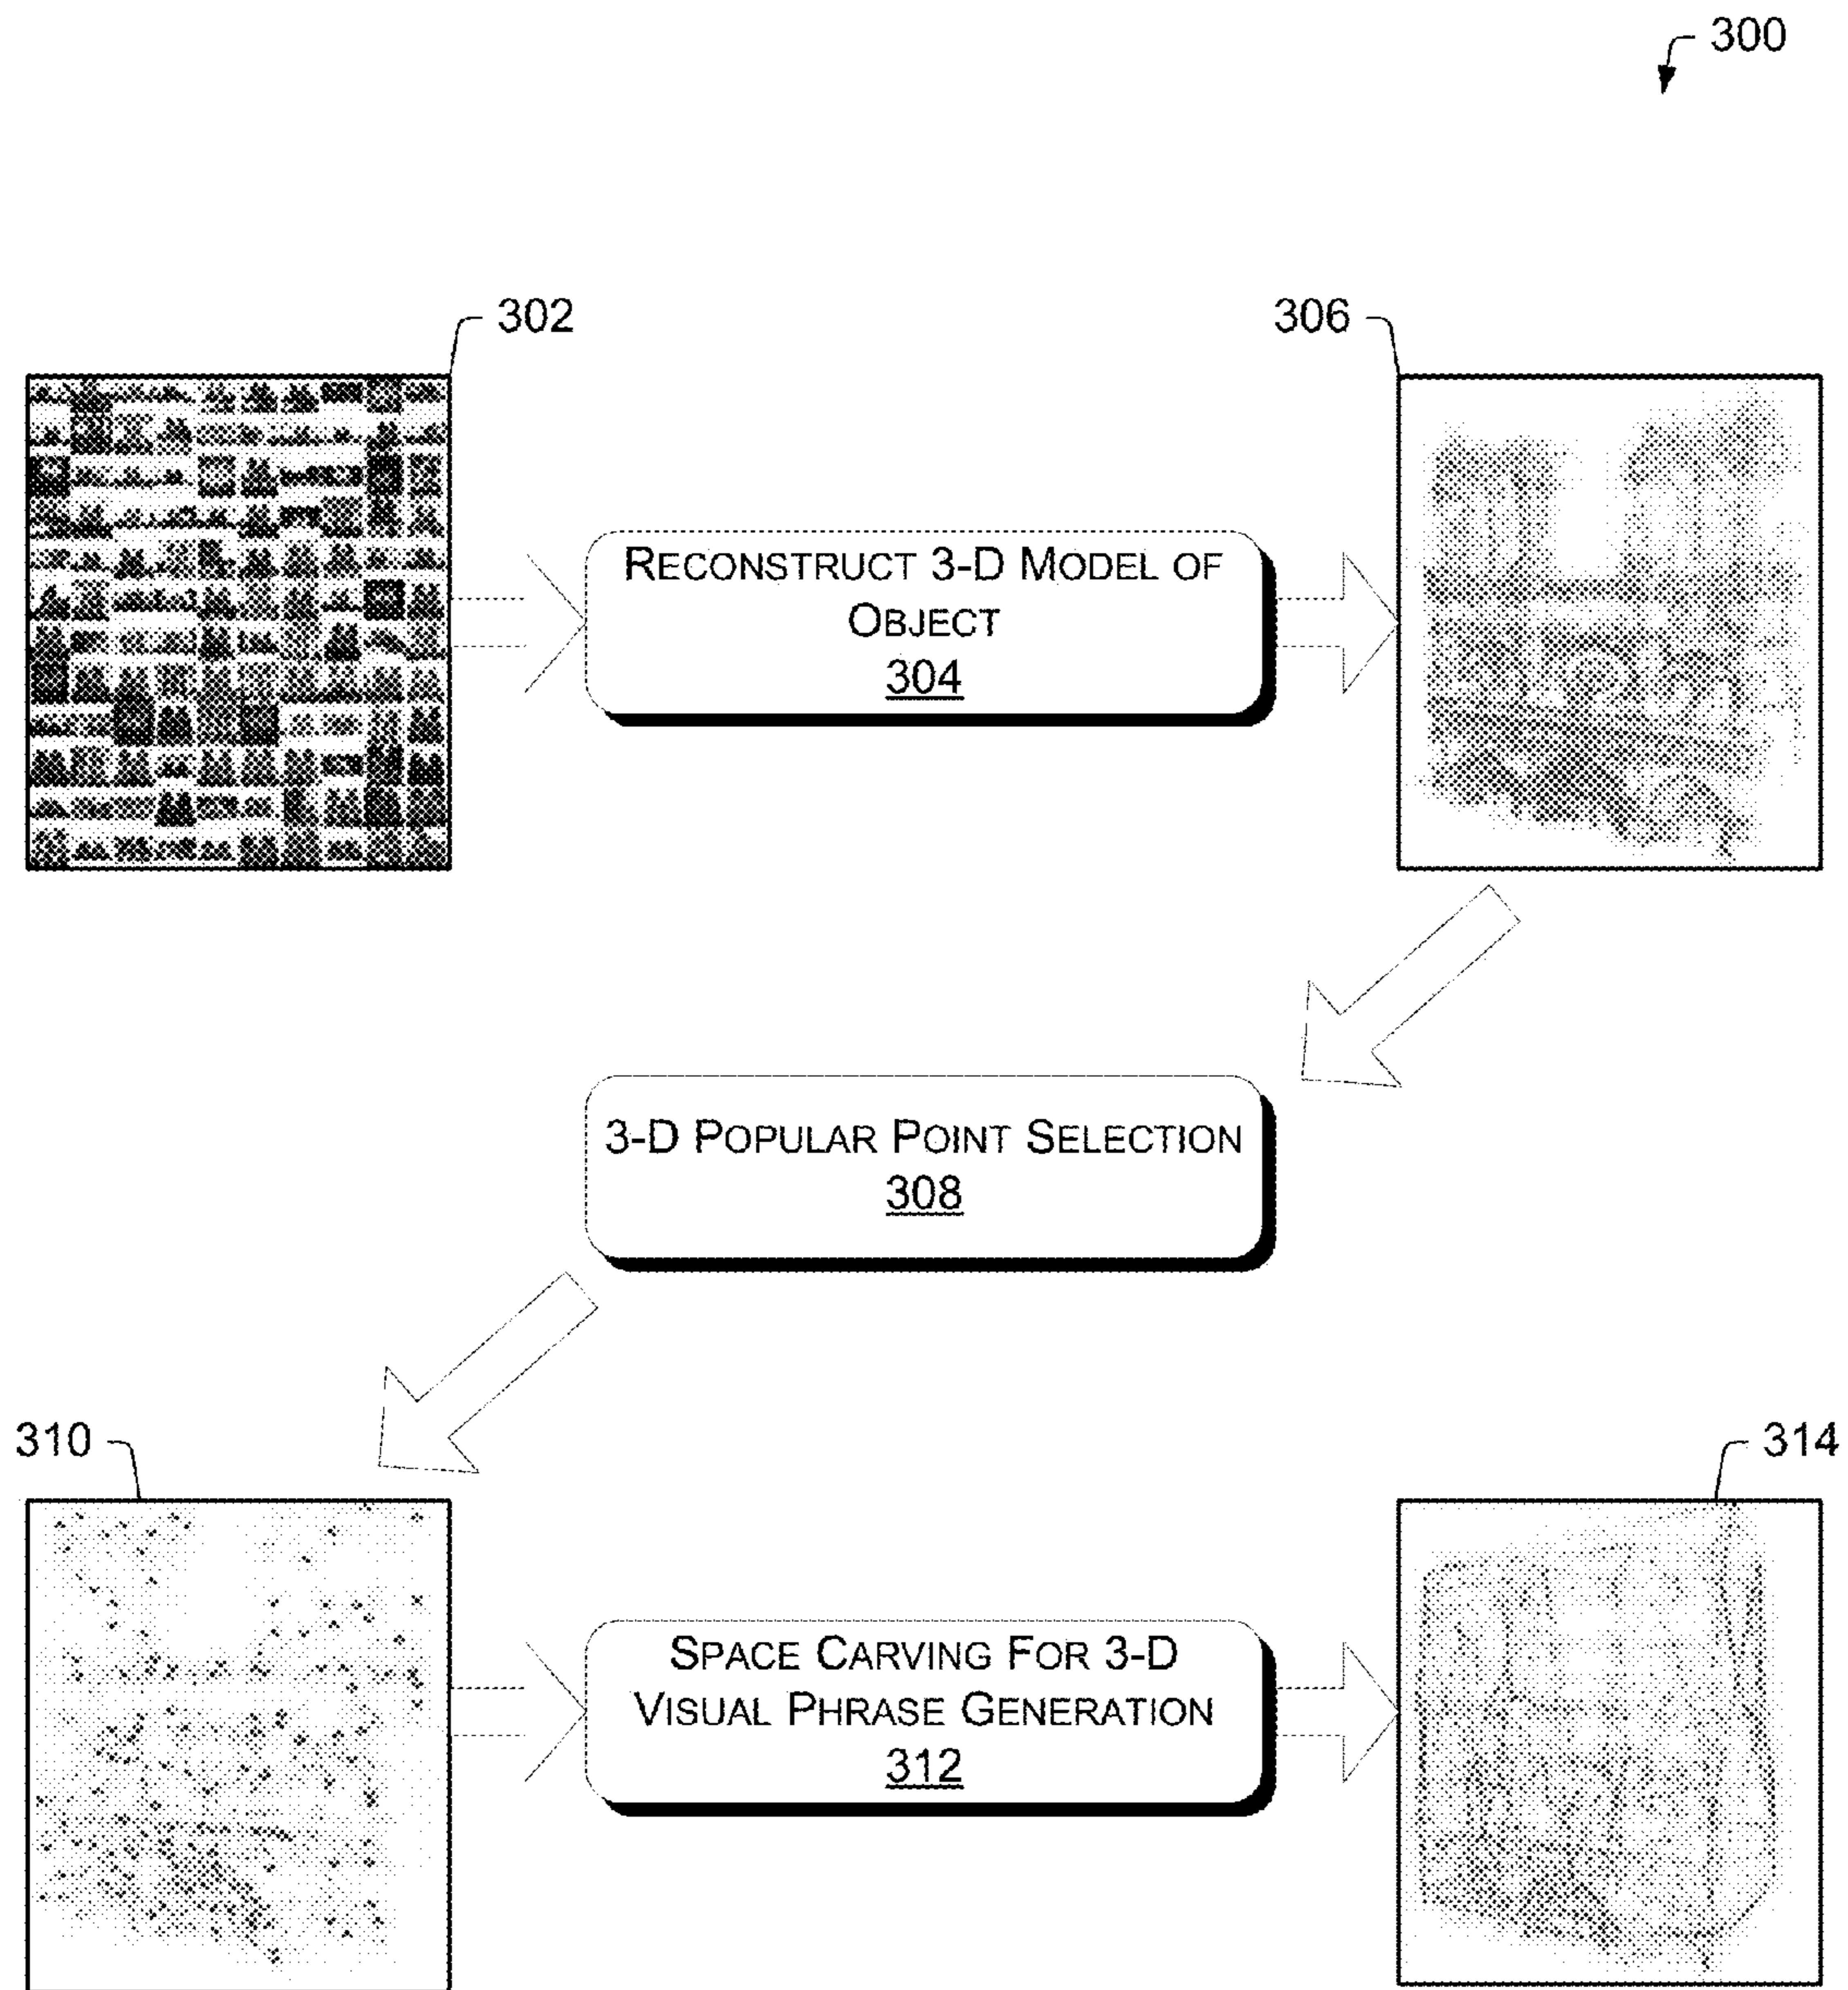 300
302
306
RECONSTRUCT 3-D MODEL OF
OBJECT
304
3-D POPULAR POINT SELECTION
308
310
314
SPACE CARVING FOR 3-D
VISUAL PHRASE GENERATION
312